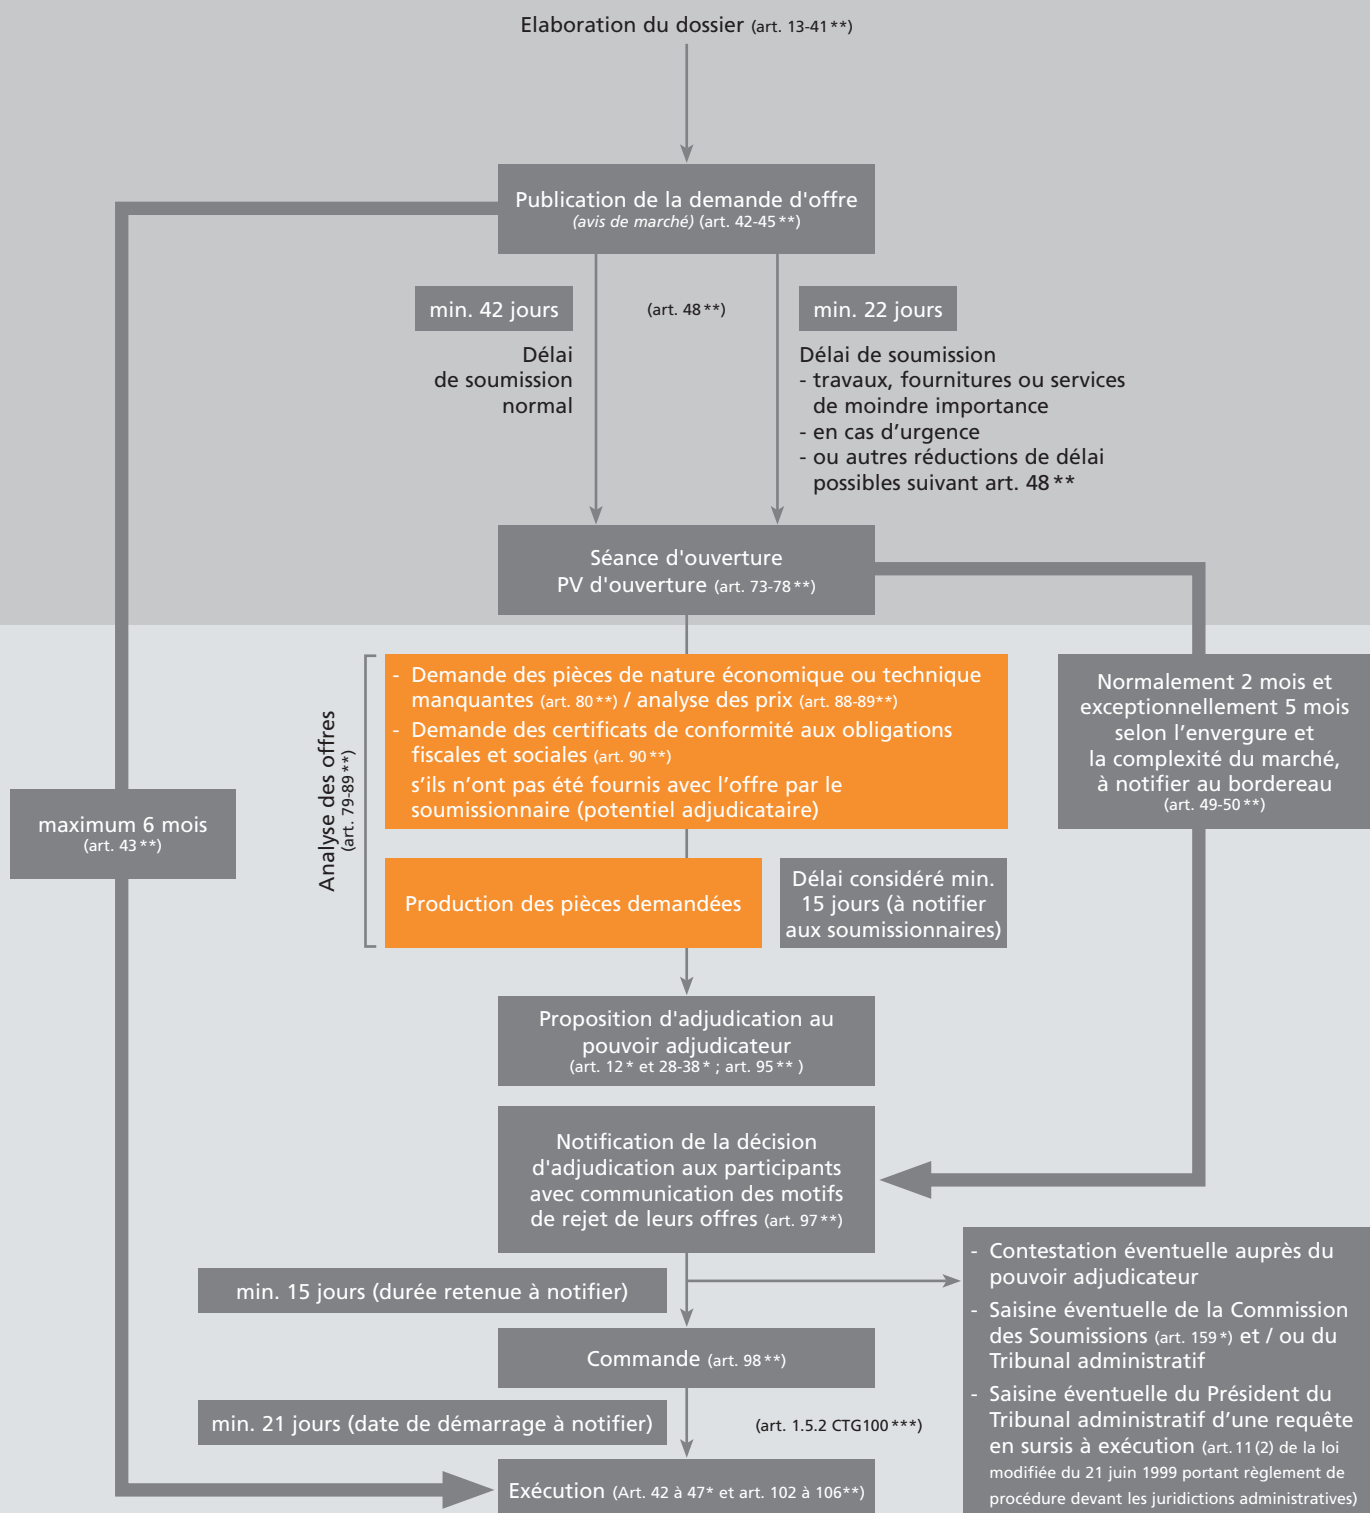 Elaboration du dossier (art. 13-41**)
Publication de la demande d'offre
(avis de marché) (art. 42-45**)
min. 42 jours
(art. 48**)
min. 22 jours
Délai
de soumission
normal
Délai de soumission
- travaux, fournitures ou services
de moindre importance
- en cas d’urgence
- ou autres réductions de délai
possibles suivant art. 48**
Séance d'ouverture
PV d'ouverture (art. 73-78**)
Analyse des offres
(art. 79-89**)
- Demande des pièces de nature économique ou technique
manquantes (art. 80**) / analyse des prix (art. 88-89**)
- Demande des certificats de conformité aux obligations
fiscales et sociales (art. 90**)
s’ils n’ont pas été fournis avec l’offre par le
soumissionnaire (potentiel adjudicataire)
Normalement 2 mois et
exceptionnellement 5 mois
selon l’envergure et
la complexité du marché,
à notifier au bordereau
(art. 49-50**)
maximum 6 mois
(art. 43**)
Production des pièces demandées
Délai considéré min.
15 jours (à notifier
aux soumissionnaires)
Proposition d'adjudication au
pouvoir adjudicateur
(art. 12* et 28-38* ; art. 95** )
Notification de la décision
d'adjudication aux participants
avec communication des motifs
de rejet de leurs offres (art. 97**)
min. 15 jours (durée retenue à notifier)
- Contestation éventuelle auprès du
pouvoir adjudicateur
- Saisine éventuelle de la Commission
des Soumissions (art. 159*) et / ou du
Tribunal administratif
- Saisine éventuelle du Président du
Tribunal administratif d’une requête
en sursis à exécution (art. 11(2) de la loi
modifiée du 21 juin 1999 portant règlement de
procédure devant les juridictions administratives)
Commande (art. 98**)
min. 21 jours (date de démarrage à notifier)
(art. 1.5.2 CTG100***)
Exécution (Art. 42 à 47* et art. 102 à 106**)